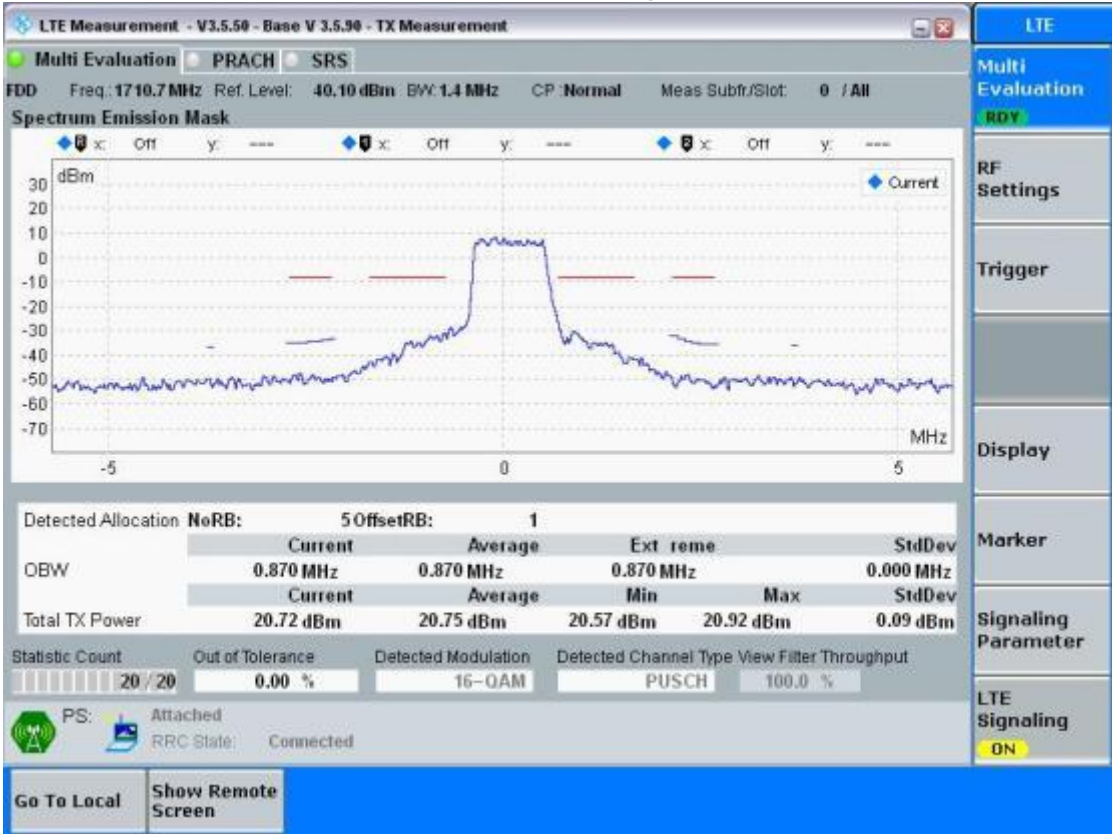 LTE Measurement - V3.5.50 - Base V 3.5.90 - TX Measurement
LTE
Multi Evaluation PRACH SRS
FDD Freq.: 1710.7 MHz Ref. Level: 40.10 dBm BW: 1.4 MHz CP :Normal Meas Subfr./Slot: 0 / All
Spectrum Emission Mask
x: Off y: --- x: Off y: --- x: Off y: ---
dBm
Current
30
20
10
0
-10
-20
-30
-40
-50
-60
-70
MHz
-5 0 5
Detected Allocation NoRB: 5 OffsetRB: 1
Current Average Ext reme StdDev
OBW 0.870 MHz 0.870 MHz 0.870 MHz 0.000 MHz
Current Average Min Max StdDev
Total TX Power 20.72 dBm 20.75 dBm 20.57 dBm 20.92 dBm 0.09 dBm
Statistic Count Out of Tolerance Detected Modulation Detected Channel Type View Filter Throughput
20 / 20 0.00 % 16-QAM PUSCH 100.0 %
PS: Attached
RRC State: Connected
Multi
Evaluation
RDY
RF
Settings
Trigger
Display
Marker
Signaling
Parameter
LTE
Signaling
ON
Go To Local
Show Remote
Screen